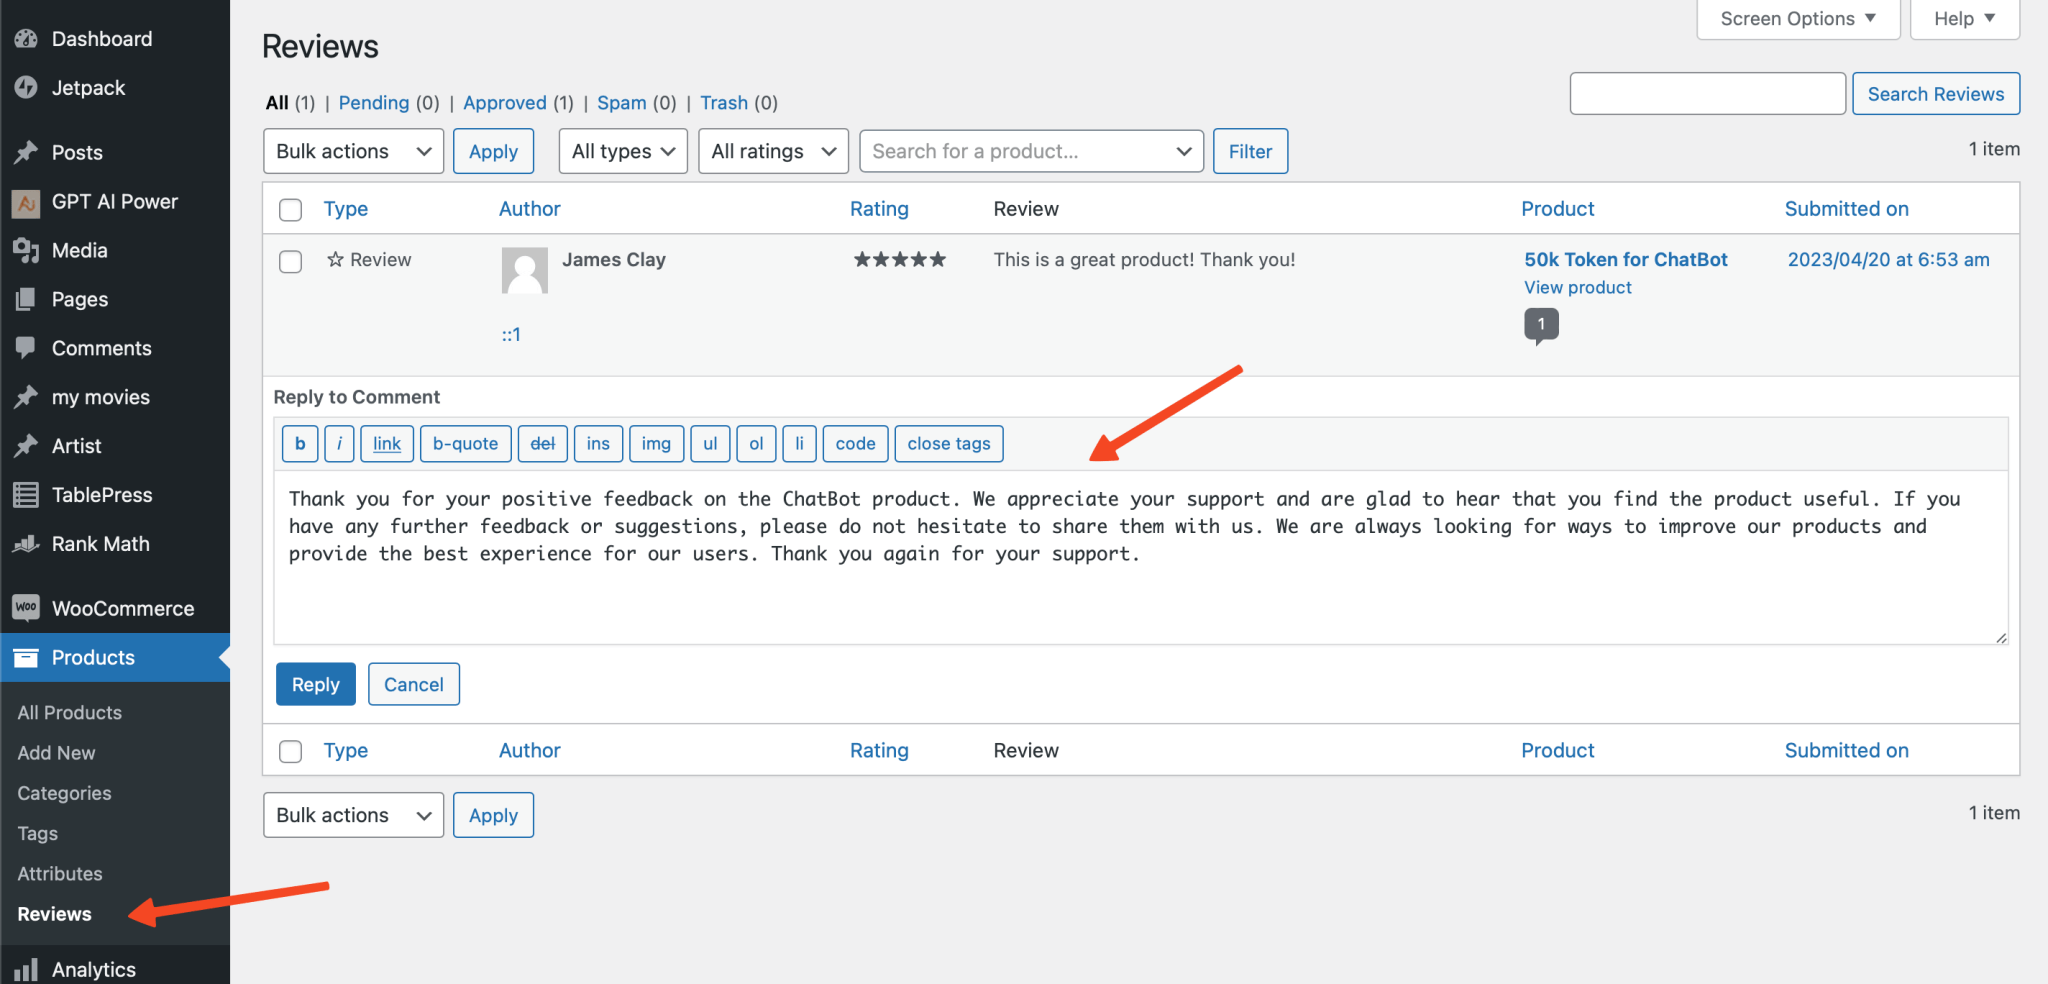 Dashboard
Jetpack
Posts
GPT AI Power
Media
Pages
Comments
my movies
Artist
TablePress
Rank Math
Woo WooCommerce
Products
All Products
Add New
Categories
Tags
Attributes
Reviews
Analytics
Screen Options ▼ Help ▼
Reviews
All (1) | Pending (0) | Approved (1) | Spam (0) | Trash (0)
Search Reviews
Bulk actions Apply All types All ratings Search for a product... Filter
1 item
Type Author Rating Review Product Submitted on
☆ Review James Clay ★★★★★ This is a great product! Thank you! 50k Token for ChatBot 2023/04/20 at 6:53 am
View product
1
::1
Reply to Comment
b i link b-quote del ins img ul ol li code close tags
Thank you for your positive feedback on the ChatBot product. We appreciate your support and are glad to hear that you find the product useful. If you
have any further feedback or suggestions, please do not hesitate to share them with us. We are always looking for ways to improve our products and
provide the best experience for our users. Thank you again for your support.
Reply Cancel
Type Author Rating Review Product Submitted on
Bulk actions Apply
1 item